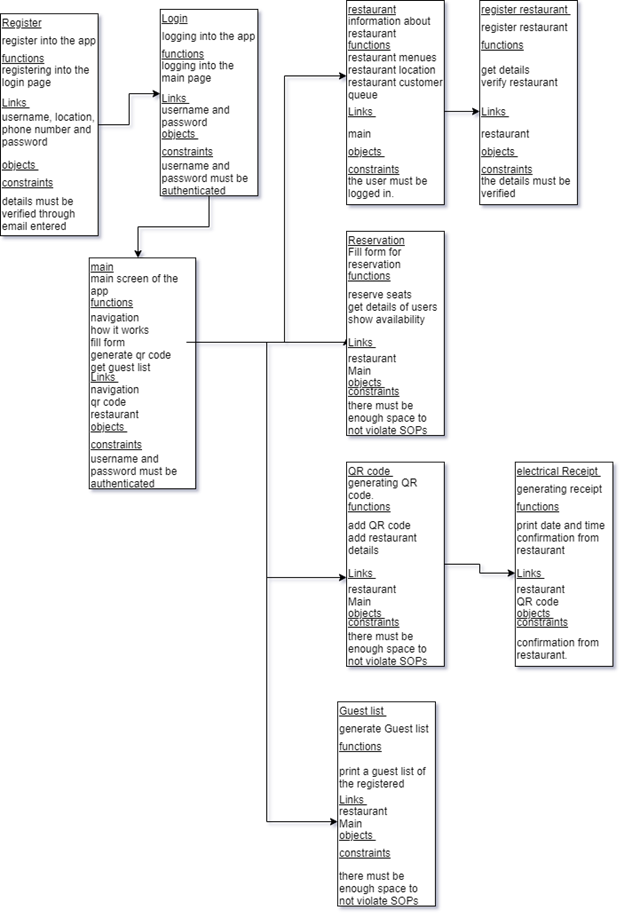 Register
register into the app
functions
registering into the
login page
Links
username, location,
phone number and
password
objects
constraints
details must be
verified through
email entered
Login
logging into the app
functions
logging into the
main page
Links
username and
password
objects
constraints
username and
password must be
authenticated
restaurant
information about
restaurant
functions
restaurant menues
restaurant location
restaurant customer
queue
Links
main
objects
constraints
the user must be
logged in.
register restaurant
register restaurant
functions
get details
verify restaurant
Links
restaurant
objects
constraints
the details must be
verified
main
main screen of the
app
functions
navigation
how it works
fill form
generate qr code
get guest list
Links
navigation
qr code
restaurant
objects
constraints
username and
password must be
authenticated
Reservation
Fill form for
reservation
functions
reserve seats
get details of users
show availability
Links
restaurant
Main
objects
constraints
there must be
enough space to
not violate SOPs
QR code
generating QR
code.
functions
add QR code
add restaurant
details
Links
restaurant
Main
objects
constraints
there must be
enough space to
not violate SOPs
electrical Receipt
generating receipt
functions
print date and time
confirmation from
restaurant
Links
restaurant
QR code
objects
constraints
confirmation from
restaurant.
Guest list
generate Guest list
functions
print a guest list of
the registered
Links
restaurant
Main
objects
constraints
there must be
enough space to
not violate SOPs